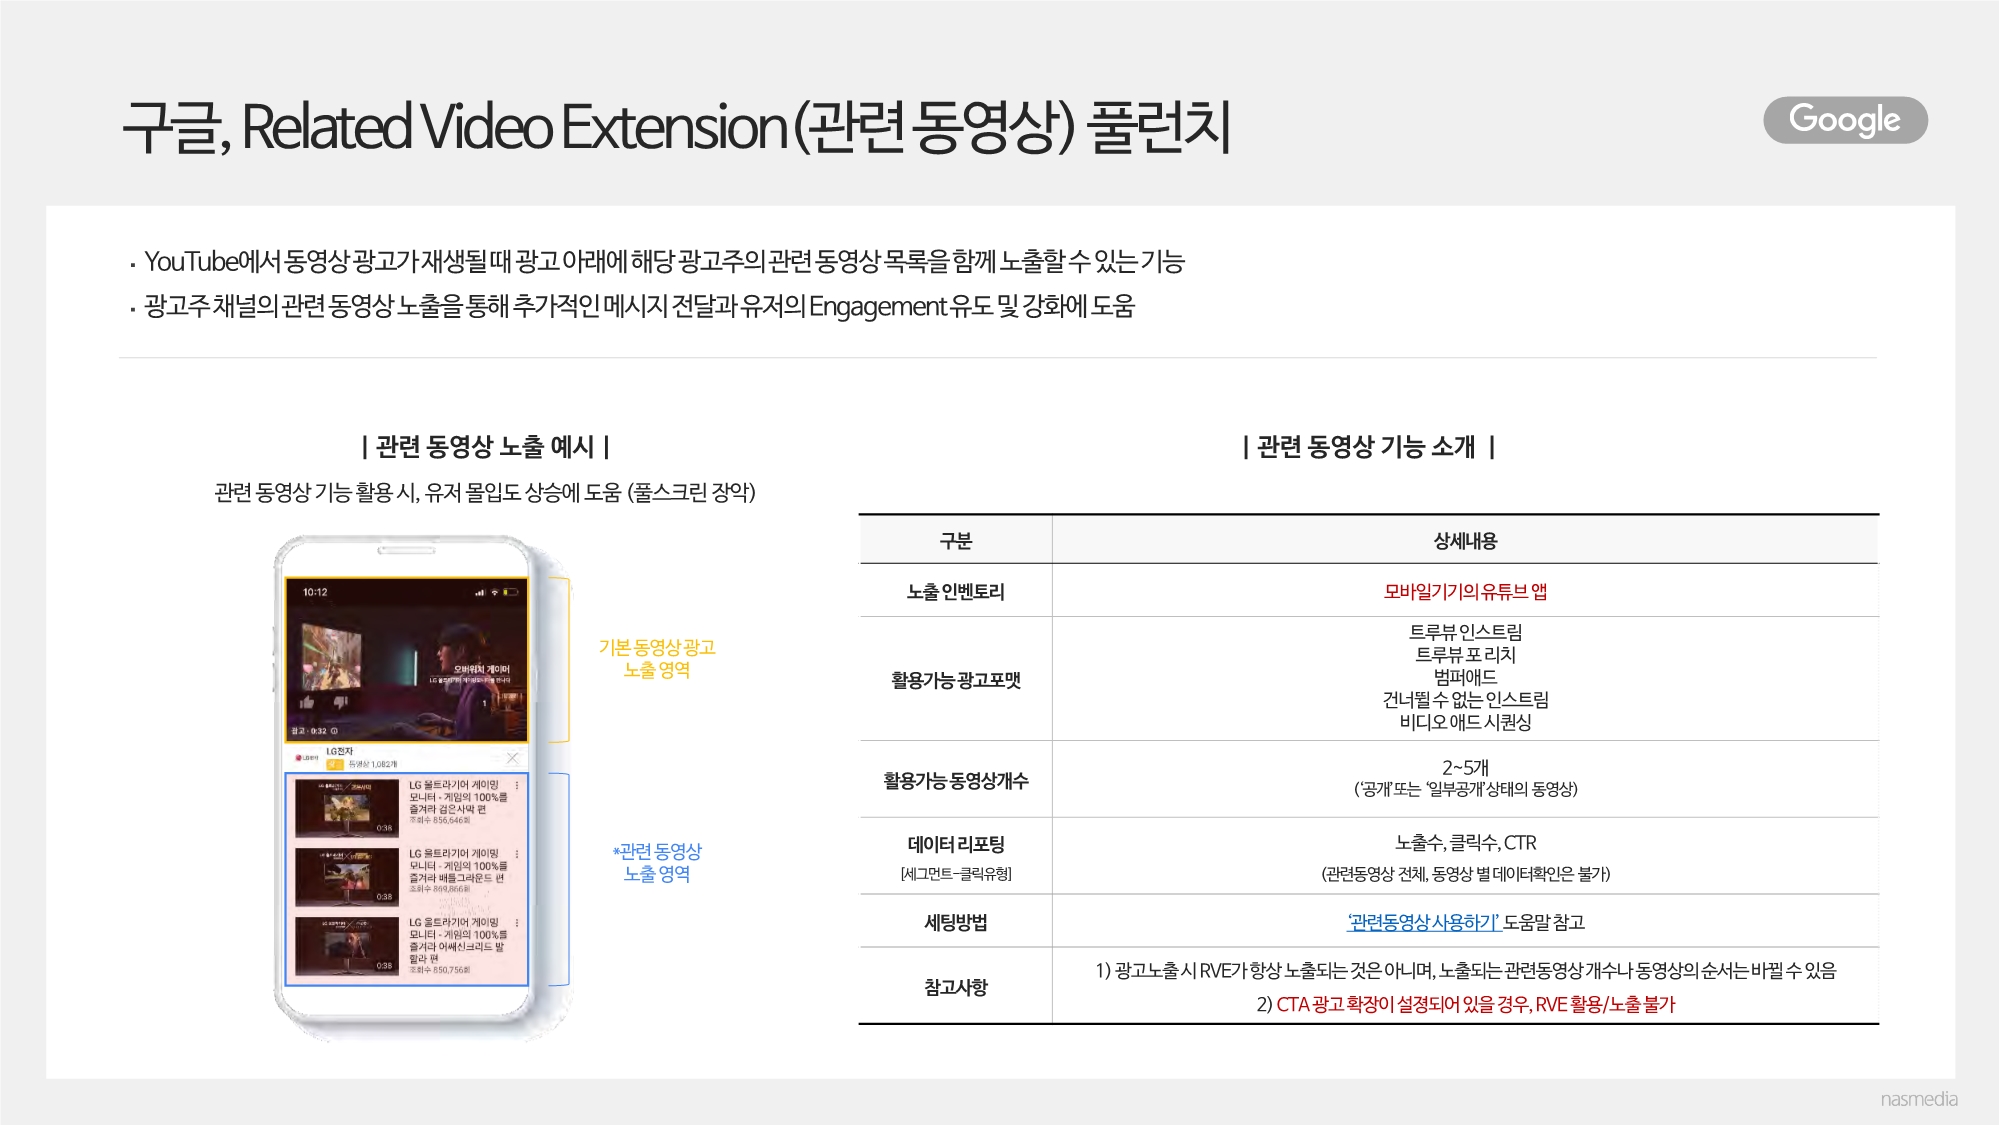 구글, Related Video Extension(관련 동영상) 풀런치
Google
· YouTube에서 동영상 광고가 재생될 때 광고 아래에 해당 광고주의 관련 동영상 목록을 함께 노출할 수 있는 기능
· 광고주 채널의 관련 동영상 노출을 통해 추가적인 메시지 전달과 유저의 Engagement 유도 및 강화에 도움
| 관련 동영상 노출 예시 |
관련 동영상 기능 활용 시, 유저 몰입도 상승에 도움 (풀스크린 장악)
10:12
오버워치 게이머
1
광고 · 0:32
기본 동영상 광고
노출 영역
LG전자
동영상 1,082개
LG 울트라기어 게이밍
모니터 - 게임의 100%를
즐겨라 검은사막 편
조회수 856,646회
0:38
LG 울트라기어 게이밍
모니터 - 게임의 100%를
즐겨라 배틀그라운드 편
조회수 869,866회
0:38
LG 울트라기어 게이밍
모니터 - 게임의 100%를
즐겨라 어쌔신크리드 발
할라 편
조회수 850,756회
0:38
*관련 동영상
노출 영역
| 관련 동영상 기능 소개 |
구분 상세내용
노출 인벤토리 모바일기기의 유튜브 앱
활용가능 광고포맷
트루뷰 인스트림
트루뷰 포 리치
범퍼애드
건너뛸 수 없는 인스트림
비디오 애드 시퀀싱
활용가능 동영상개수
2~5개
('공개' 또는 '일부공개' 상태의 동영상)
데이터 리포팅
[세그먼트-클릭유형]
노출수, 클릭수, CTR
(관련동영상 전체, 동영상 별 데이터확인은 불가)
세팅방법 '관련동영상 사용하기' 도움말 참고
참고사항
1) 광고노출 시 RVE가 항상 노출되는 것은 아니며, 노출되는 관련동영상 개수나 동영상의 순서는 바뀔 수 있음
2) CTA 광고 확장이 설졍되어 있을 경우, RVE 활용/노출 불가
nasmedia